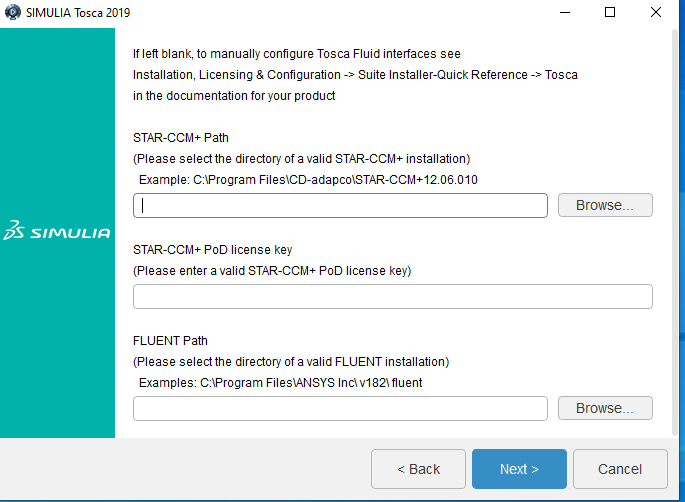 SIMULIA Tosca 2019
If left blank, to manually configure Tosca Fluid interfaces see
Installation, Licensing & Configuration -> Suite Installer-Quick Reference -> Tosca
in the documentation for your product
STAR-CCM+ Path
(Please select the directory of a valid STAR-CCM+ installation)
Example: C:\Program Files\CD-adapco\STAR-CCM+12.06.010
Browse...
SIMULIA
STAR-CCM+ PoD license key
(Please enter a valid STAR-CCM+ PoD license key)
FLUENT Path
(Please select the directory of a valid FLUENT installation)
Examples: C:\Program Files\ANSYS Inc\v182\fluent
Browse...
< Back
Next >
Cancel